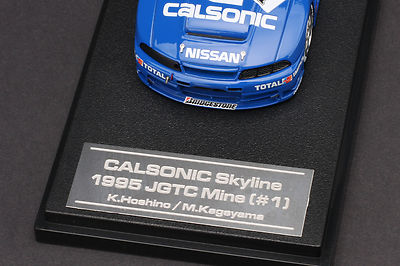 CALSONIC
NISSAN
TOTAL
TOTAL
BRIDGESTONE
CALSONIC Skyline
1995 JGTC Mine (#1)
K.Hoshino / M.Kageyama